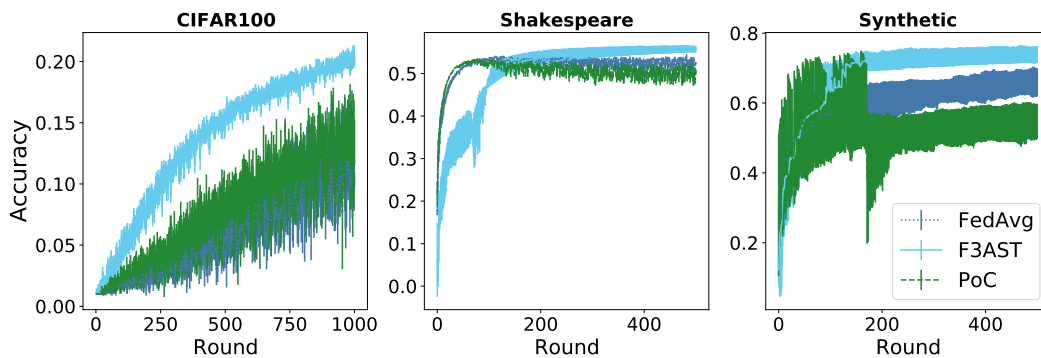 CIFAR100
Shakespeare
Synthetic
Accuracy
0.20
0.15
0.10
0.05
0.00
0
250
500
750
1000
Round
0.5
0.4
0.3
0.2
0.1
0.0
0
200
400
Round
0.8
0.6
0.4
0.2
0
200
400
Round
FedAvg
F3AST
PoC